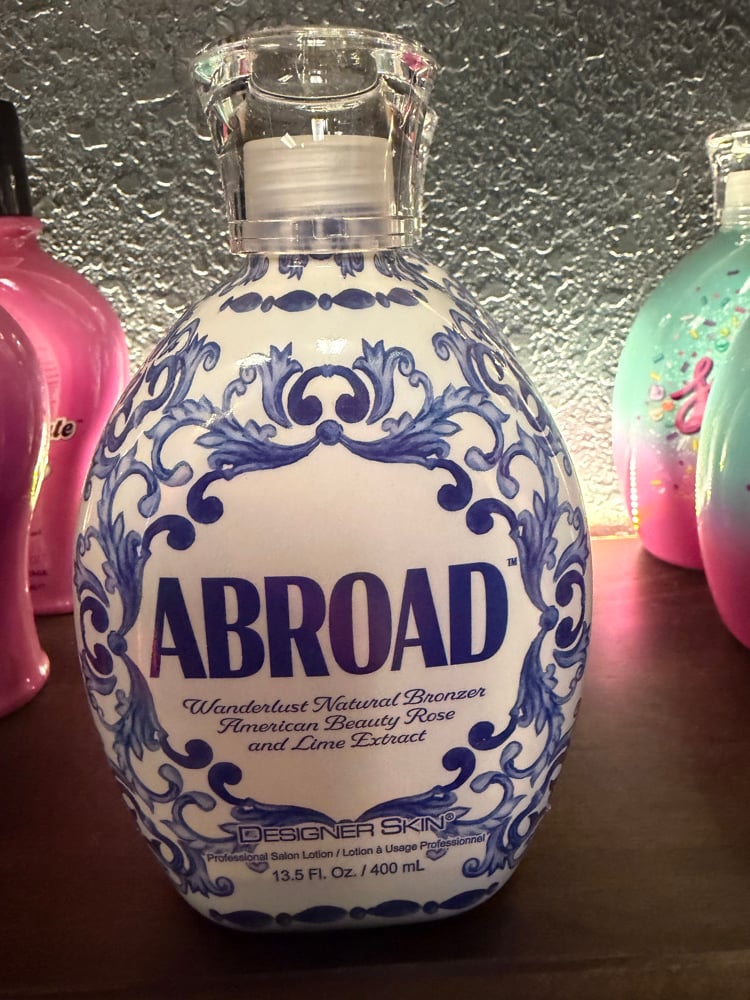 ABROAD™
Wanderlust Natural Bronzer
American Beauty Rose
and Lime Extract
DESIGNER SKIN®
Professional Salon Lotion / Lotion à Usage Professionnel
13.5 Fl. Oz. / 400 mL